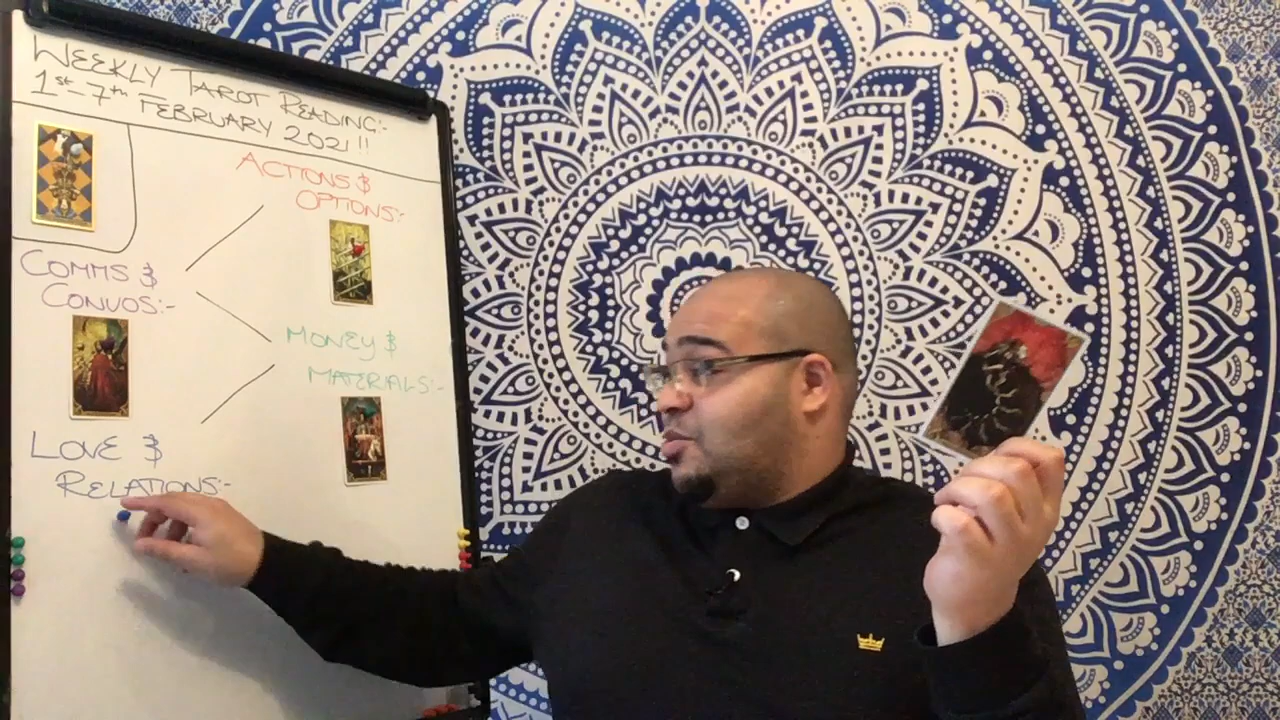 WEEKLY TAROT READING:-
1st-7th FEBRUARY 2021!!
ACTIONS &
OPTIONS:-
COMMS &
CONVOS:-
MONEY &
MATERIALS:-
LOVE &
RELATIONS:-